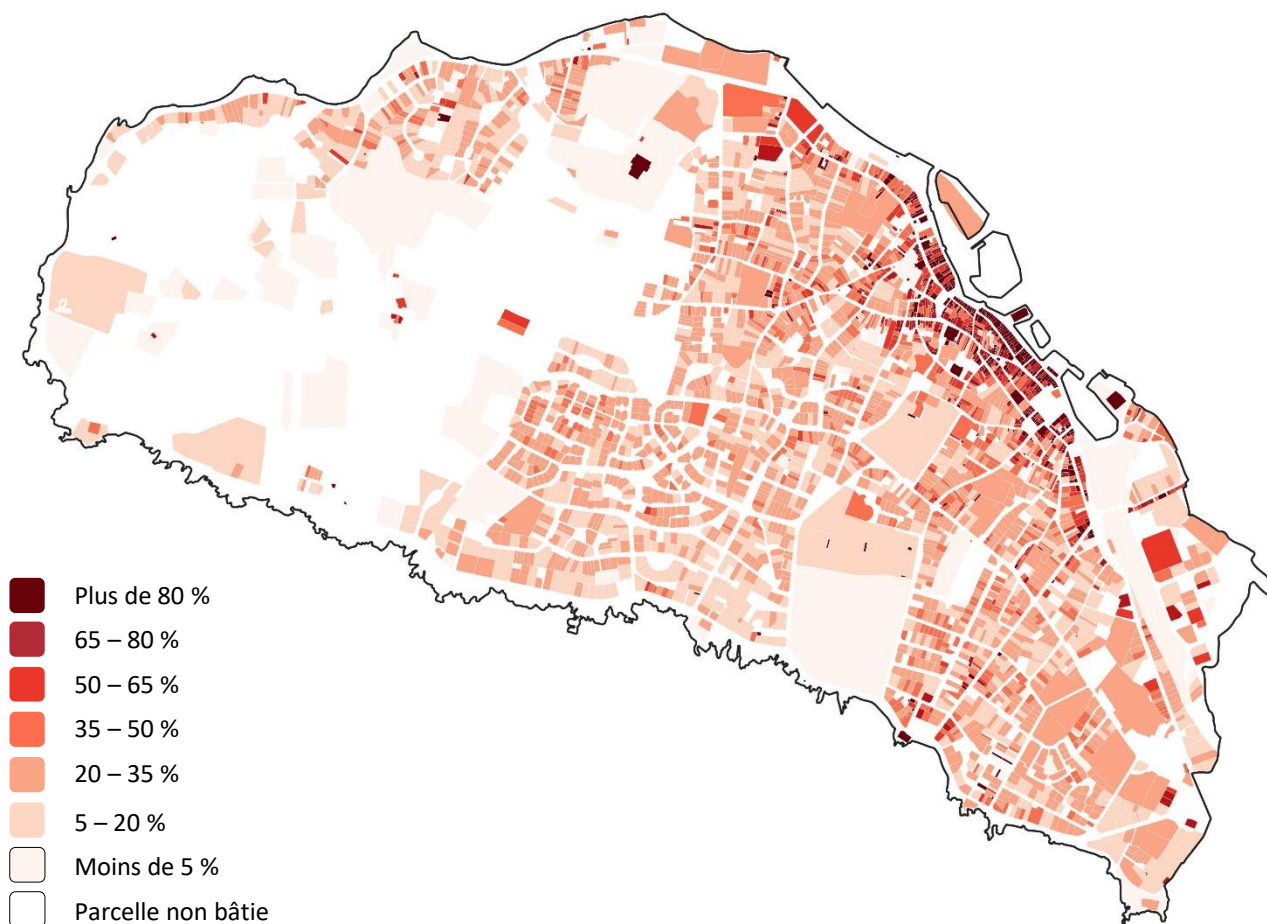 Plus de 80 %
65 – 80 %
50 – 65 %
35 – 50 %
20 – 35 %
5 – 20 %
Moins de 5 %
Parcelle non bâtie